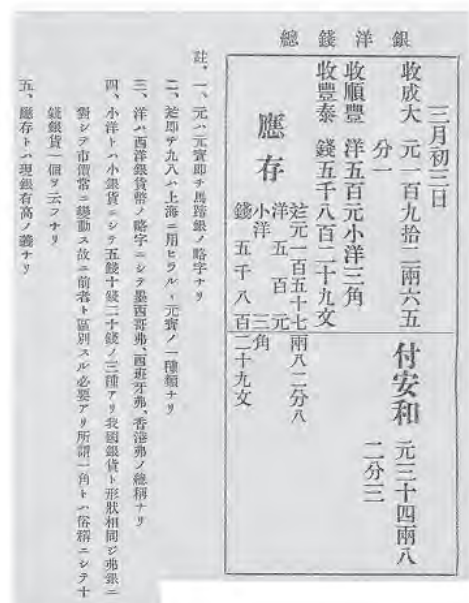 銀洋錢總
三月初三日
收成大 元一百九拾二兩六五
分一
收順豐 洋五百元小洋三角
收豐泰 錢五千八百二十九文
應存
元一百五十七兩八二分八
洋五百元
小洋三角
錢五千八百二十九文
付安和 元三十四兩八
二分三
註、一、元ハ元寶即チ馬蹄銀ノ略字ナリ
二、即チ九八ハ上海ニ用ヒラルヽ元寶ノ一種類ナリ
三、洋ハ西洋銀貨幣ノ略字ニシテ墨西哥弗、西班牙弗、香港弗ノ總稱ナリ
四、小洋トハ小銀貨ニシテ五錢十錢二十錢ノ三種アリ我國銀貨ト形狀相同ジ弗銀ニ
對シテ市價常ニ變動ス故ニ前者ト區別スル必要アリ所謂一角トハ俗稱ニシテ十
錢銀貨一個ヲ云フナリ
五、應存トハ現銀有高ノ義ナリ